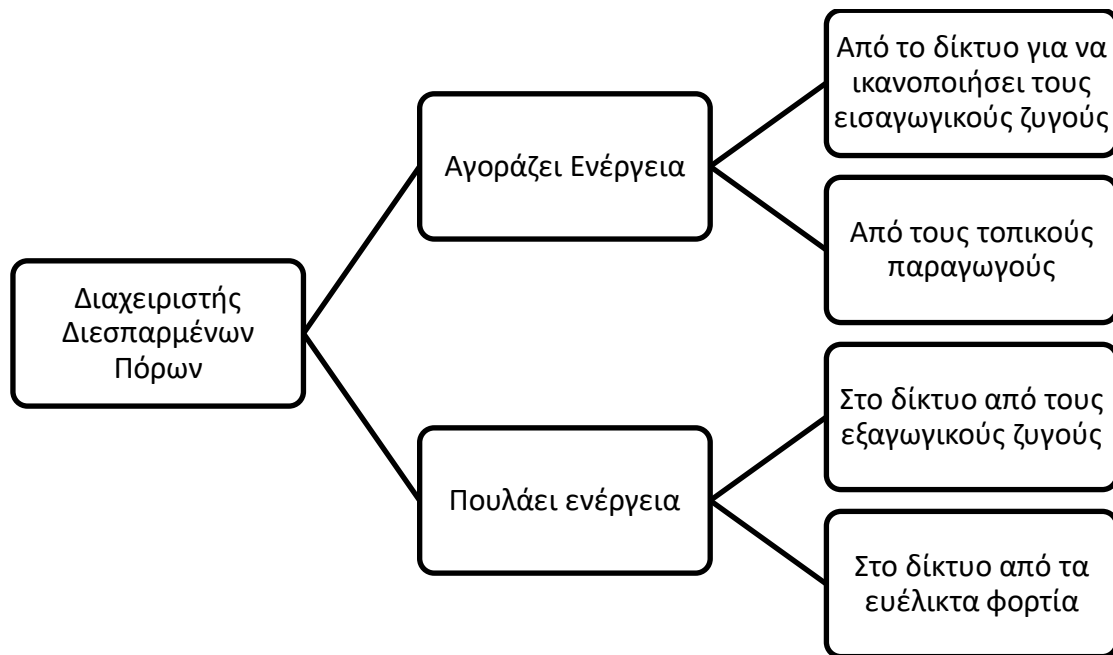 Διαχειριστής
Διεσπαρμένων
Πόρων
Αγοράζει Ενέργεια
Από το δίκτυο για να
ικανοποιήσει τους
εισαγωγικούς ζυγούς
Από τους τοπικούς
παραγωγούς
Πουλάει ενέργεια
Στο δίκτυο από τους
εξαγωγικούς ζυγούς
Στο δίκτυο από τα
ευέλικτα φορτία